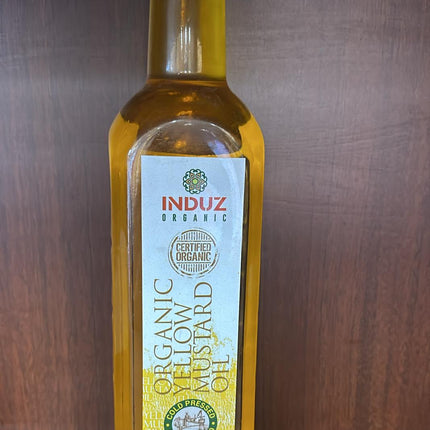 INDUZ
ORGANIC
CERTIFIED
ORGANIC
ORGANIC
YELLOW
MUSTARD
OIL
COLD PRESSED